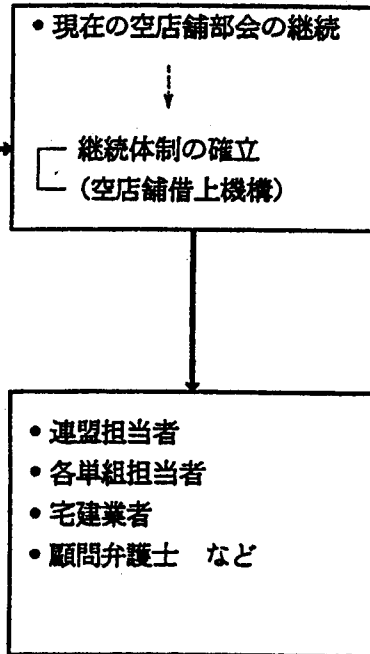 • 現在の空店舗部会の継続
継続体制の確立
(空店舗借上機構)
• 連盟担当者
• 各単組担当者
• 宅建業者
• 顧問弁護士　など